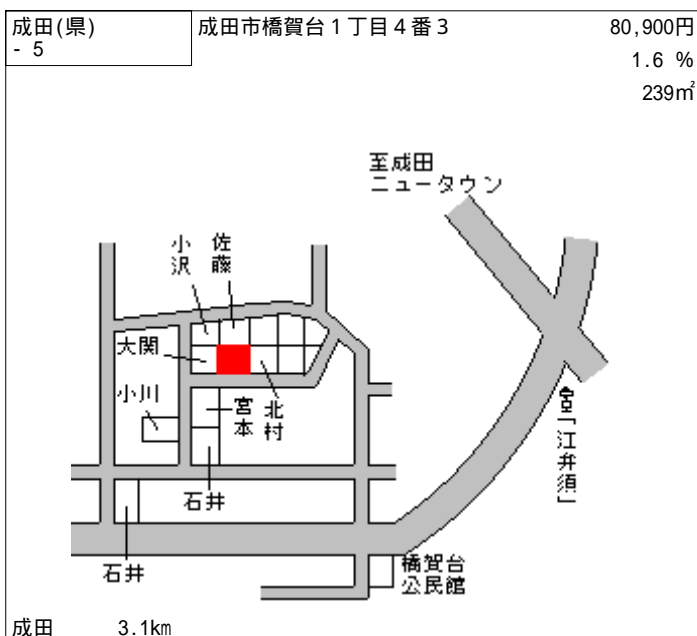 成田(県)
- 5
成田市橋賀台1丁目4番3
80,900円
1.6 %
239㎡
至成田
ニュータウン
小沢
佐藤
大関
小川
宮本
北村
石井
石井
「江弁須」
橋賀台
公民館
成田 3.1km